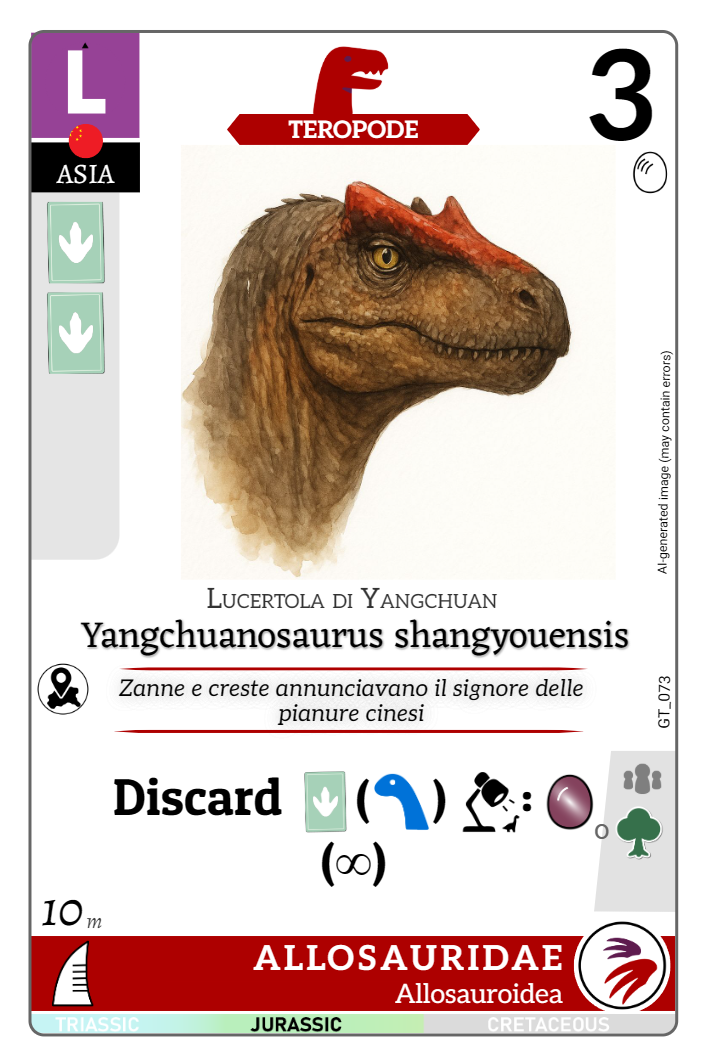 L
3
TEROPODE
ASIA
AI-generated image (may contain errors)
Lucertola di Yangchuan
Yangchuanosaurus shangyouensis
Zanne e creste annunciavano il signore delle
pianure cinesi
GT_073
Discard ( ) : o
(∞)
10 m
ALLOSAURIDAE
Allosauroidea
TRIASSIC JURASSIC CRETACEOUS